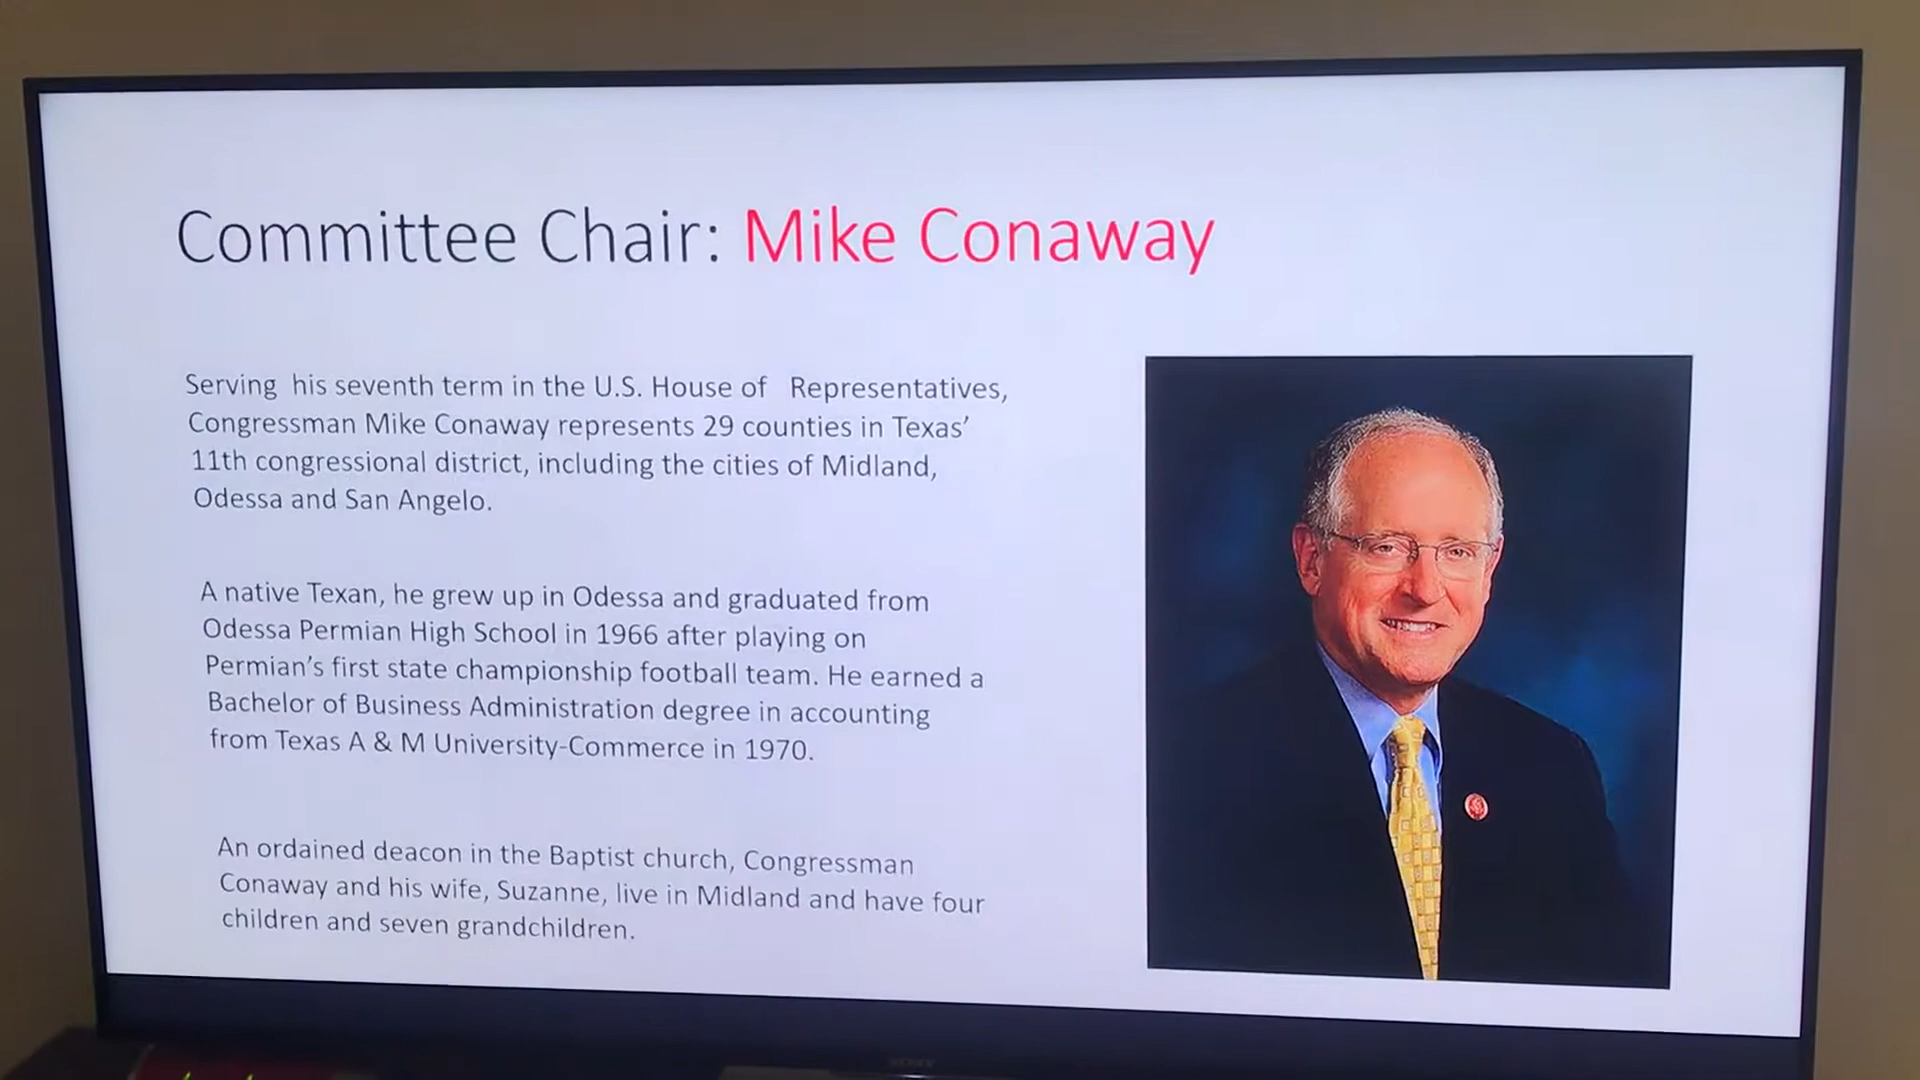 Committee Chair: Mike Conaway
Serving his seventh term in the U.S. House of Representatives,
Congressman Mike Conaway represents 29 counties in Texas’
11th congressional district, including the cities of Midland,
Odessa and San Angelo.
A native Texan, he grew up in Odessa and graduated from
Odessa Permian High School in 1966 after playing on
Permian’s first state championship football team. He earned a
Bachelor of Business Administration degree in accounting
from Texas A & M University-Commerce in 1970.
An ordained deacon in the Baptist church, Congressman
Conaway and his wife, Suzanne, live in Midland and have four
children and seven grandchildren.
SONY